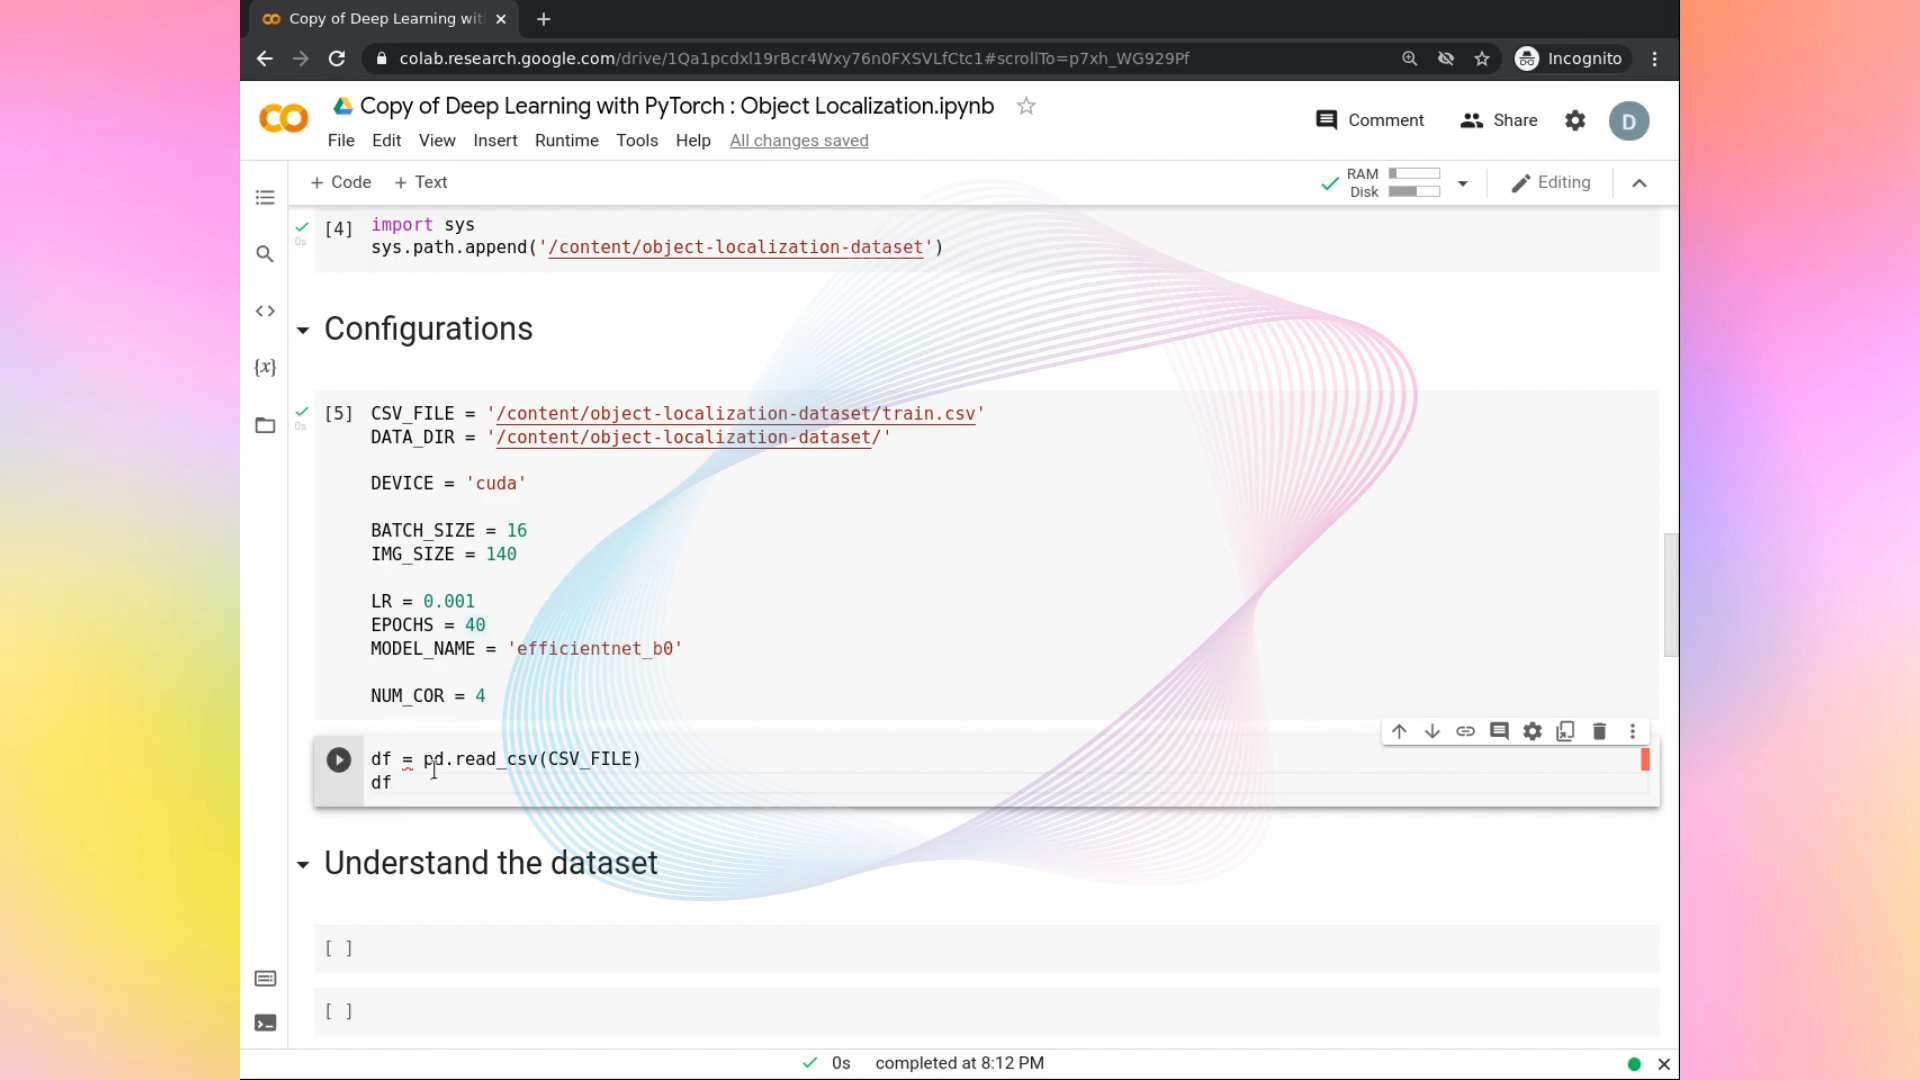 Copy of Deep Learning wit
colab.research.google.com/drive/1Qa1pcdxl19rBcr4Wxy76n0FXSVLfCtc1#scrollTo=p7xh_WG929Pf
Incognito
Copy of Deep Learning with PyTorch : Object Localization.ipynb
Comment
Share
D
File Edit View Insert Runtime Tools Help All changes saved
+ Code + Text
RAM
Disk
Editing
[4] import sys
0s
sys.path.append('/content/object-localization-dataset')
Configurations
[5] CSV_FILE = '/content/object-localization-dataset/train.csv'
0s
DATA_DIR = '/content/object-localization-dataset/'
DEVICE = 'cuda'
BATCH_SIZE = 16
IMG_SIZE = 140
LR = 0.001
EPOCHS = 40
MODEL_NAME = 'efficientnet_b0'
NUM_COR = 4
df = pd.read_csv(CSV_FILE)
df
Understand the dataset
[ ]
[ ]
0s completed at 8:12 PM